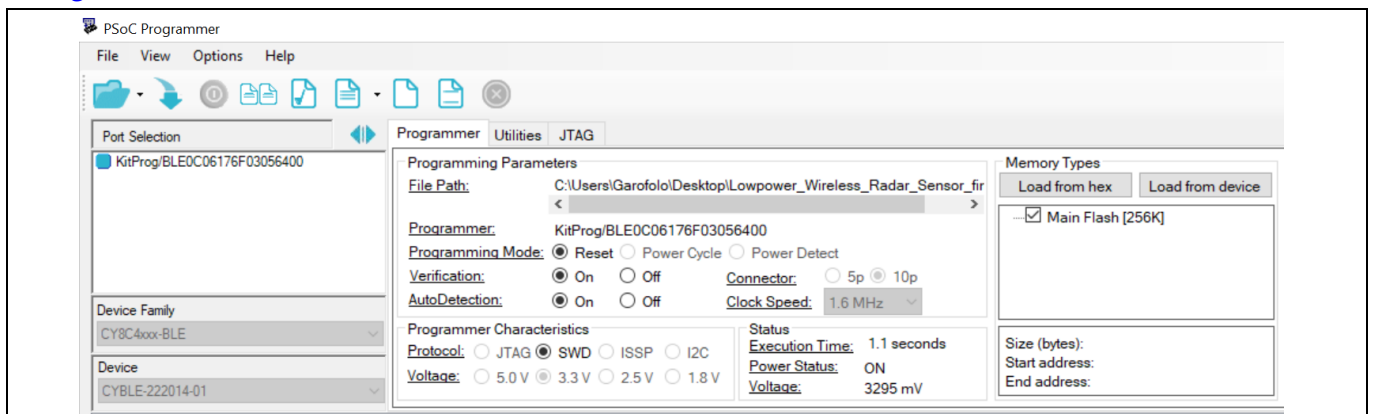 PSoC Programmer
File View Options Help
Port Selection
KitProg/BLE0C06176F03056400
Device Family
CY8C4xxx-BLE
Device
CYBLE-222014-01
Programmer Utilities JTAG
Programming Parameters
File Path: C:\Users\Garofolo\Desktop\Lowpower_Wireless_Radar_Sensor_fir
Programmer: KitProg/BLE0C06176F03056400
Programming Mode: Reset Power Cycle Power Detect
Verification: On Off Connector: 5p 10p
AutoDetection: On Off Clock Speed: 1.6 MHz
Programmer Characteristics
Protocol: JTAG SWD ISSP I2C
Voltage: 5.0 V 3.3 V 2.5 V 1.8 V
Status
Execution Time: 1.1 seconds
Power Status: ON
Voltage: 3295 mV
Memory Types
Load from hex Load from device
Main Flash [256K]
Size (bytes):
Start address:
End address: